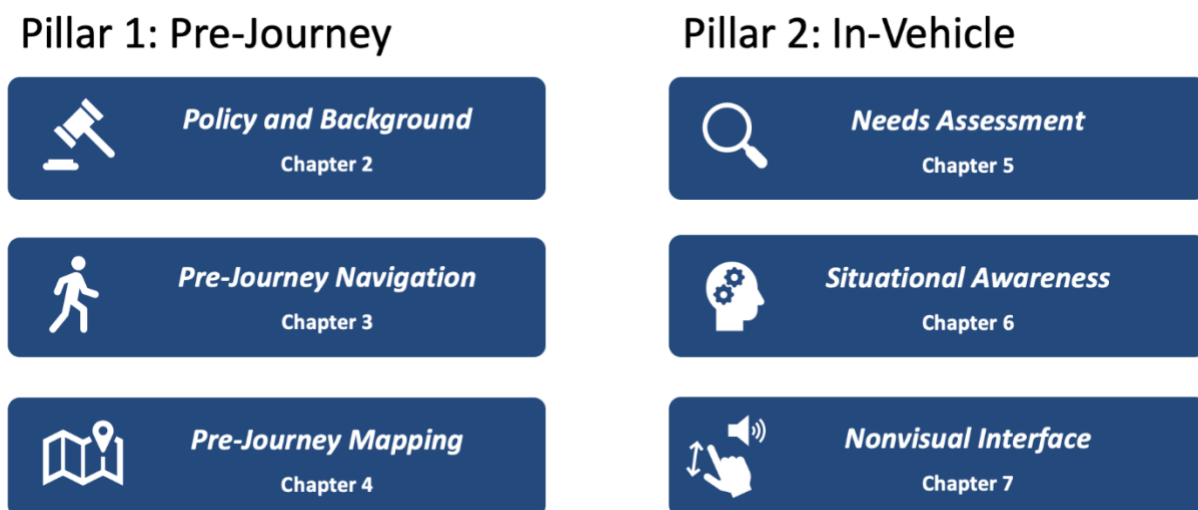 Pillar 1: Pre-Journey
Policy and Background
Chapter 2
Pre-Journey Navigation
Chapter 3
Pre-Journey Mapping
Chapter 4
Pillar 2: In-Vehicle
Needs Assessment
Chapter 5
Situational Awareness
Chapter 6
Nonvisual Interface
Chapter 7